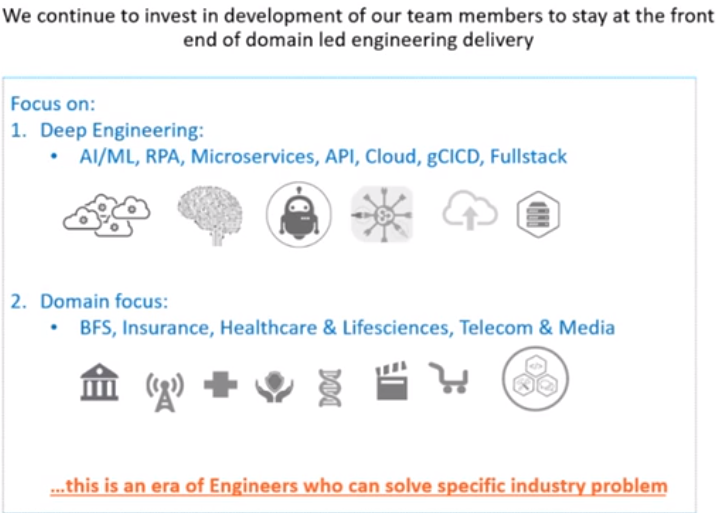 We continue to invest in development of our team members to stay at the front
end of domain led engineering delivery
Focus on:
1. Deep Engineering:
• AI/ML, RPA, Microservices, API, Cloud, gCICD, Fullstack
2. Domain focus:
• BFS, Insurance, Healthcare & Lifesciences, Telecom & Media
...this is an era of Engineers who can solve specific industry problem